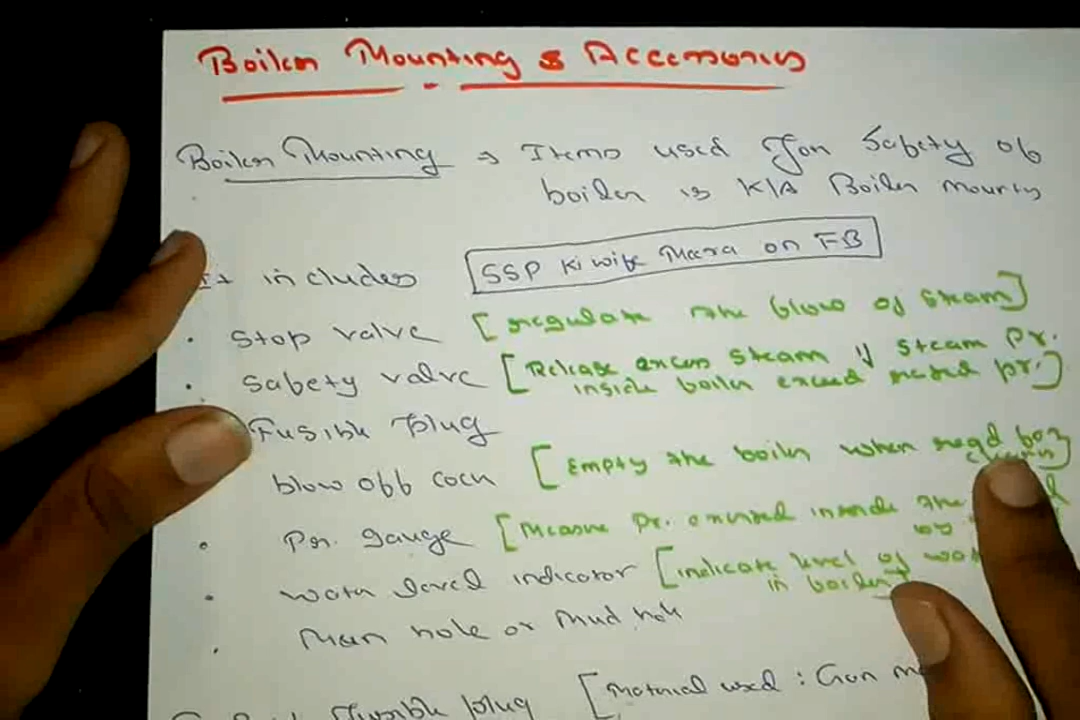 Boiler Mounting & Accessories
Boiler Mounting → Items used for Safety of
boiler is K/A Boiler mounting
It includes [SSP Ki wife Maara on FB]
• Stop valve [regulate the flow of steam]
• Safety valve [Release excess steam if steam pr.
inside boiler exceed rated pr.]
Fusible Plug
blow off cock [Empty the boiler when reqd for
• Pr. gauge [Measure Pr. exerted inside the
by
• Water level indicator [indicate level of wat
in boiler]
• Man hole or Mud hole
Fusible plug [Material used : Gun m